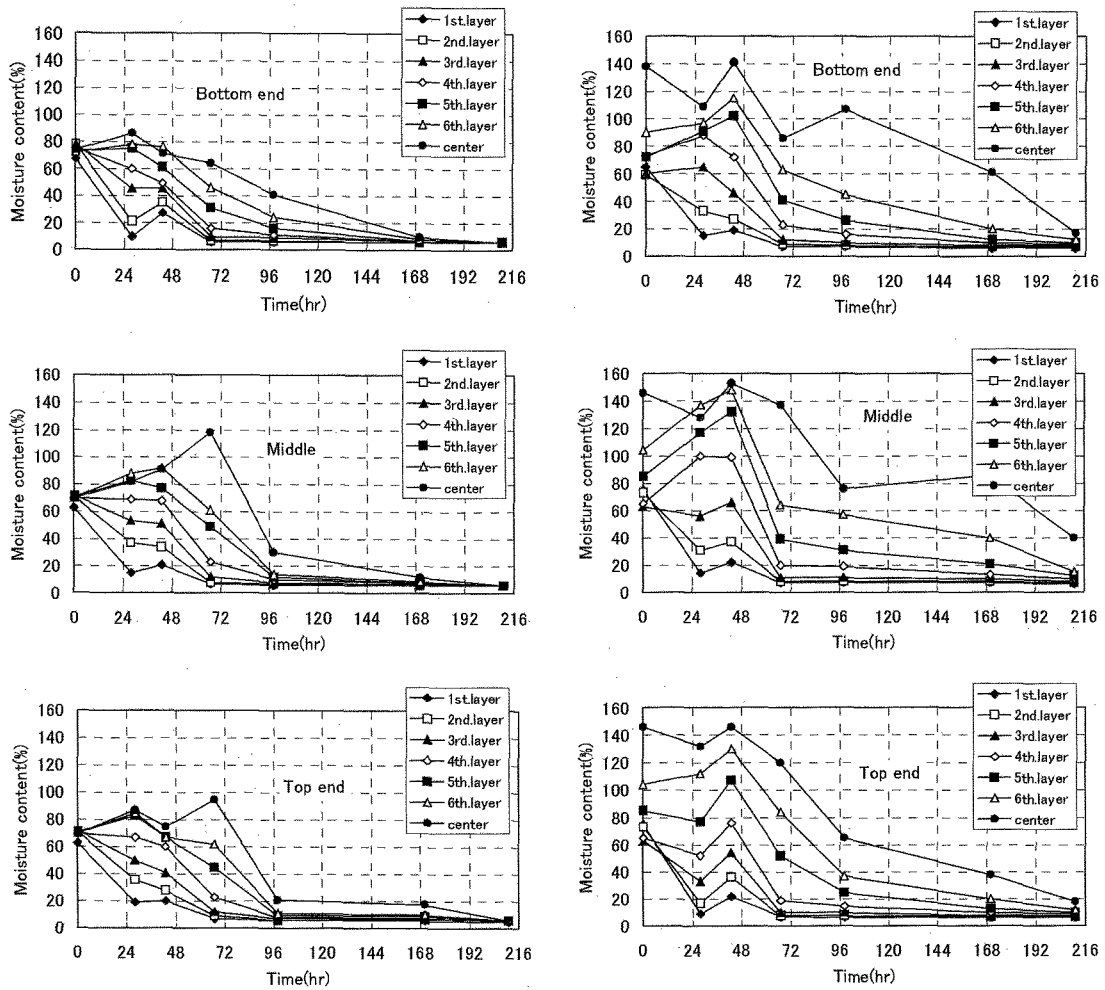 Moisture content(%)
160
140
120
100
80
60
40
20
0
Bottom end
1st.layer
2nd.layer
3rd.layer
4th.layer
5th.layer
6th.layer
center
0 24 48 72 96 120 144 168 192 216
Time(hr)
Moisture content(%)
160
140
120
100
80
60
40
20
0
Bottom end
1st.layer
2nd.layer
3rd.layer
4th.layer
5th.layer
6th.layer
center
0 24 48 72 96 120 144 168 192 216
Time(hr)
Moisture content(%)
160
140
120
100
80
60
40
20
0
Middle
1st.layer
2nd.layer
3rd.layer
4th.layer
5th.layer
6th.layer
center
0 24 48 72 96 120 144 168 192 216
Time(hr)
Moisture content(%)
160
140
120
100
80
60
40
20
0
Middle
1st.layer
2nd.layer
3rd.layer
4th.layer
5th.layer
6th.layer
center
0 24 48 72 96 120 144 168 192 216
Time(hr)
Moisture content(%)
160
140
120
100
80
60
40
20
0
Top end
1st.layer
2nd.layer
3rd.layer
4th.layer
5th.layer
6th.layer
center
0 24 48 72 96 120 144 168 192 216
Time(hr)
Moisture content(%)
160
140
120
100
80
60
40
20
0
Top end
1st.layer
2nd.layer
3rd.layer
4th.layer
5th.layer
6th.layer
center
0 24 48 72 96 120 144 168 192 216
Time(hr)